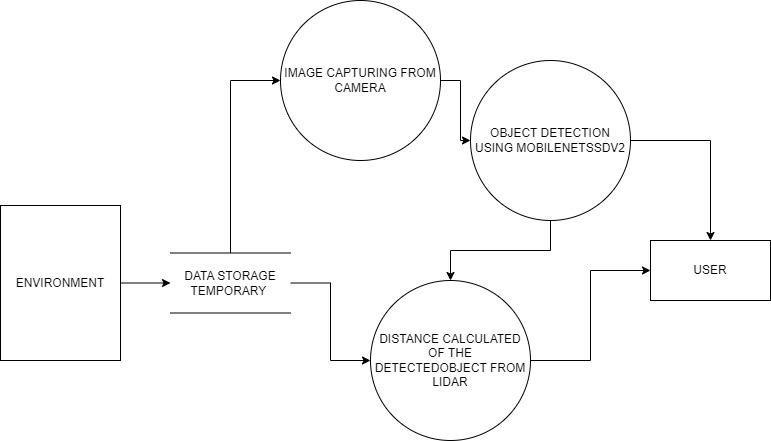 IMAGE CAPTURING FROM
CAMERA
OBJECT DETECTION
USING MOBILENETSSDV2
ENVIRONMENT
DATA STORAGE
TEMPORARY
USER
DISTANCE CALCULATED
OF THE
DETECTEDOBJECT FROM
LIDAR